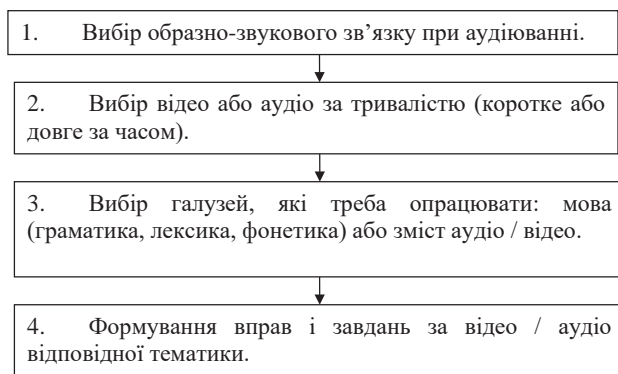 1. Вибір образно-звукового зв’язку при аудіюванні.
2. Вибір відео або аудіо за тривалістю (коротке або
довге за часом).
3. Вибір галузей, які треба опрацювати: мова
(граматика, лексика, фонетика) або зміст аудіо / відео.
4. Формування вправ і завдань за відео / аудіо
відповідної тематики.